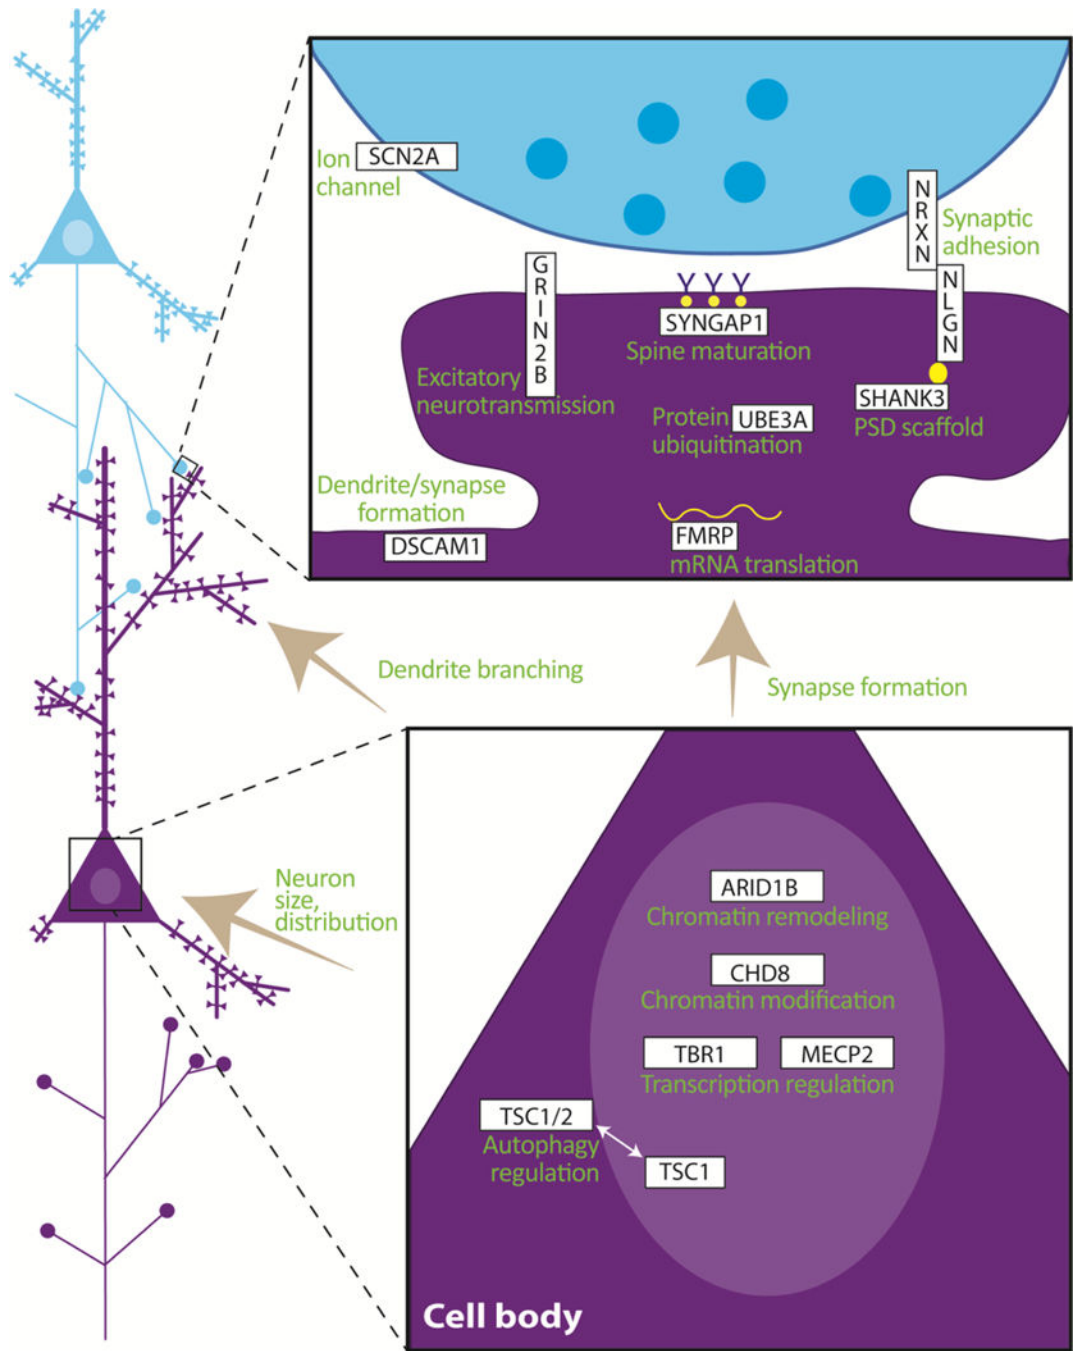 Ion
channel
SCN2A
NRXN
Synaptic
adhesion
GRIN2B
NLGN
Y Y Y
SYNGAP1
Spine maturation
Excitatory
neurotransmission
Protein
ubiquitination
UBE3A
SHANK3
PSD scaffold
Dendrite/synapse
formation
DSCAM1
FMRP
mRNA translation
Dendrite branching
Synapse formation
Neuron
size,
distribution
ARID1B
Chromatin remodeling
CHD8
Chromatin modification
TBR1
MECP2
Transcription regulation
TSC1/2
Autophagy
regulation
TSC1
Cell body